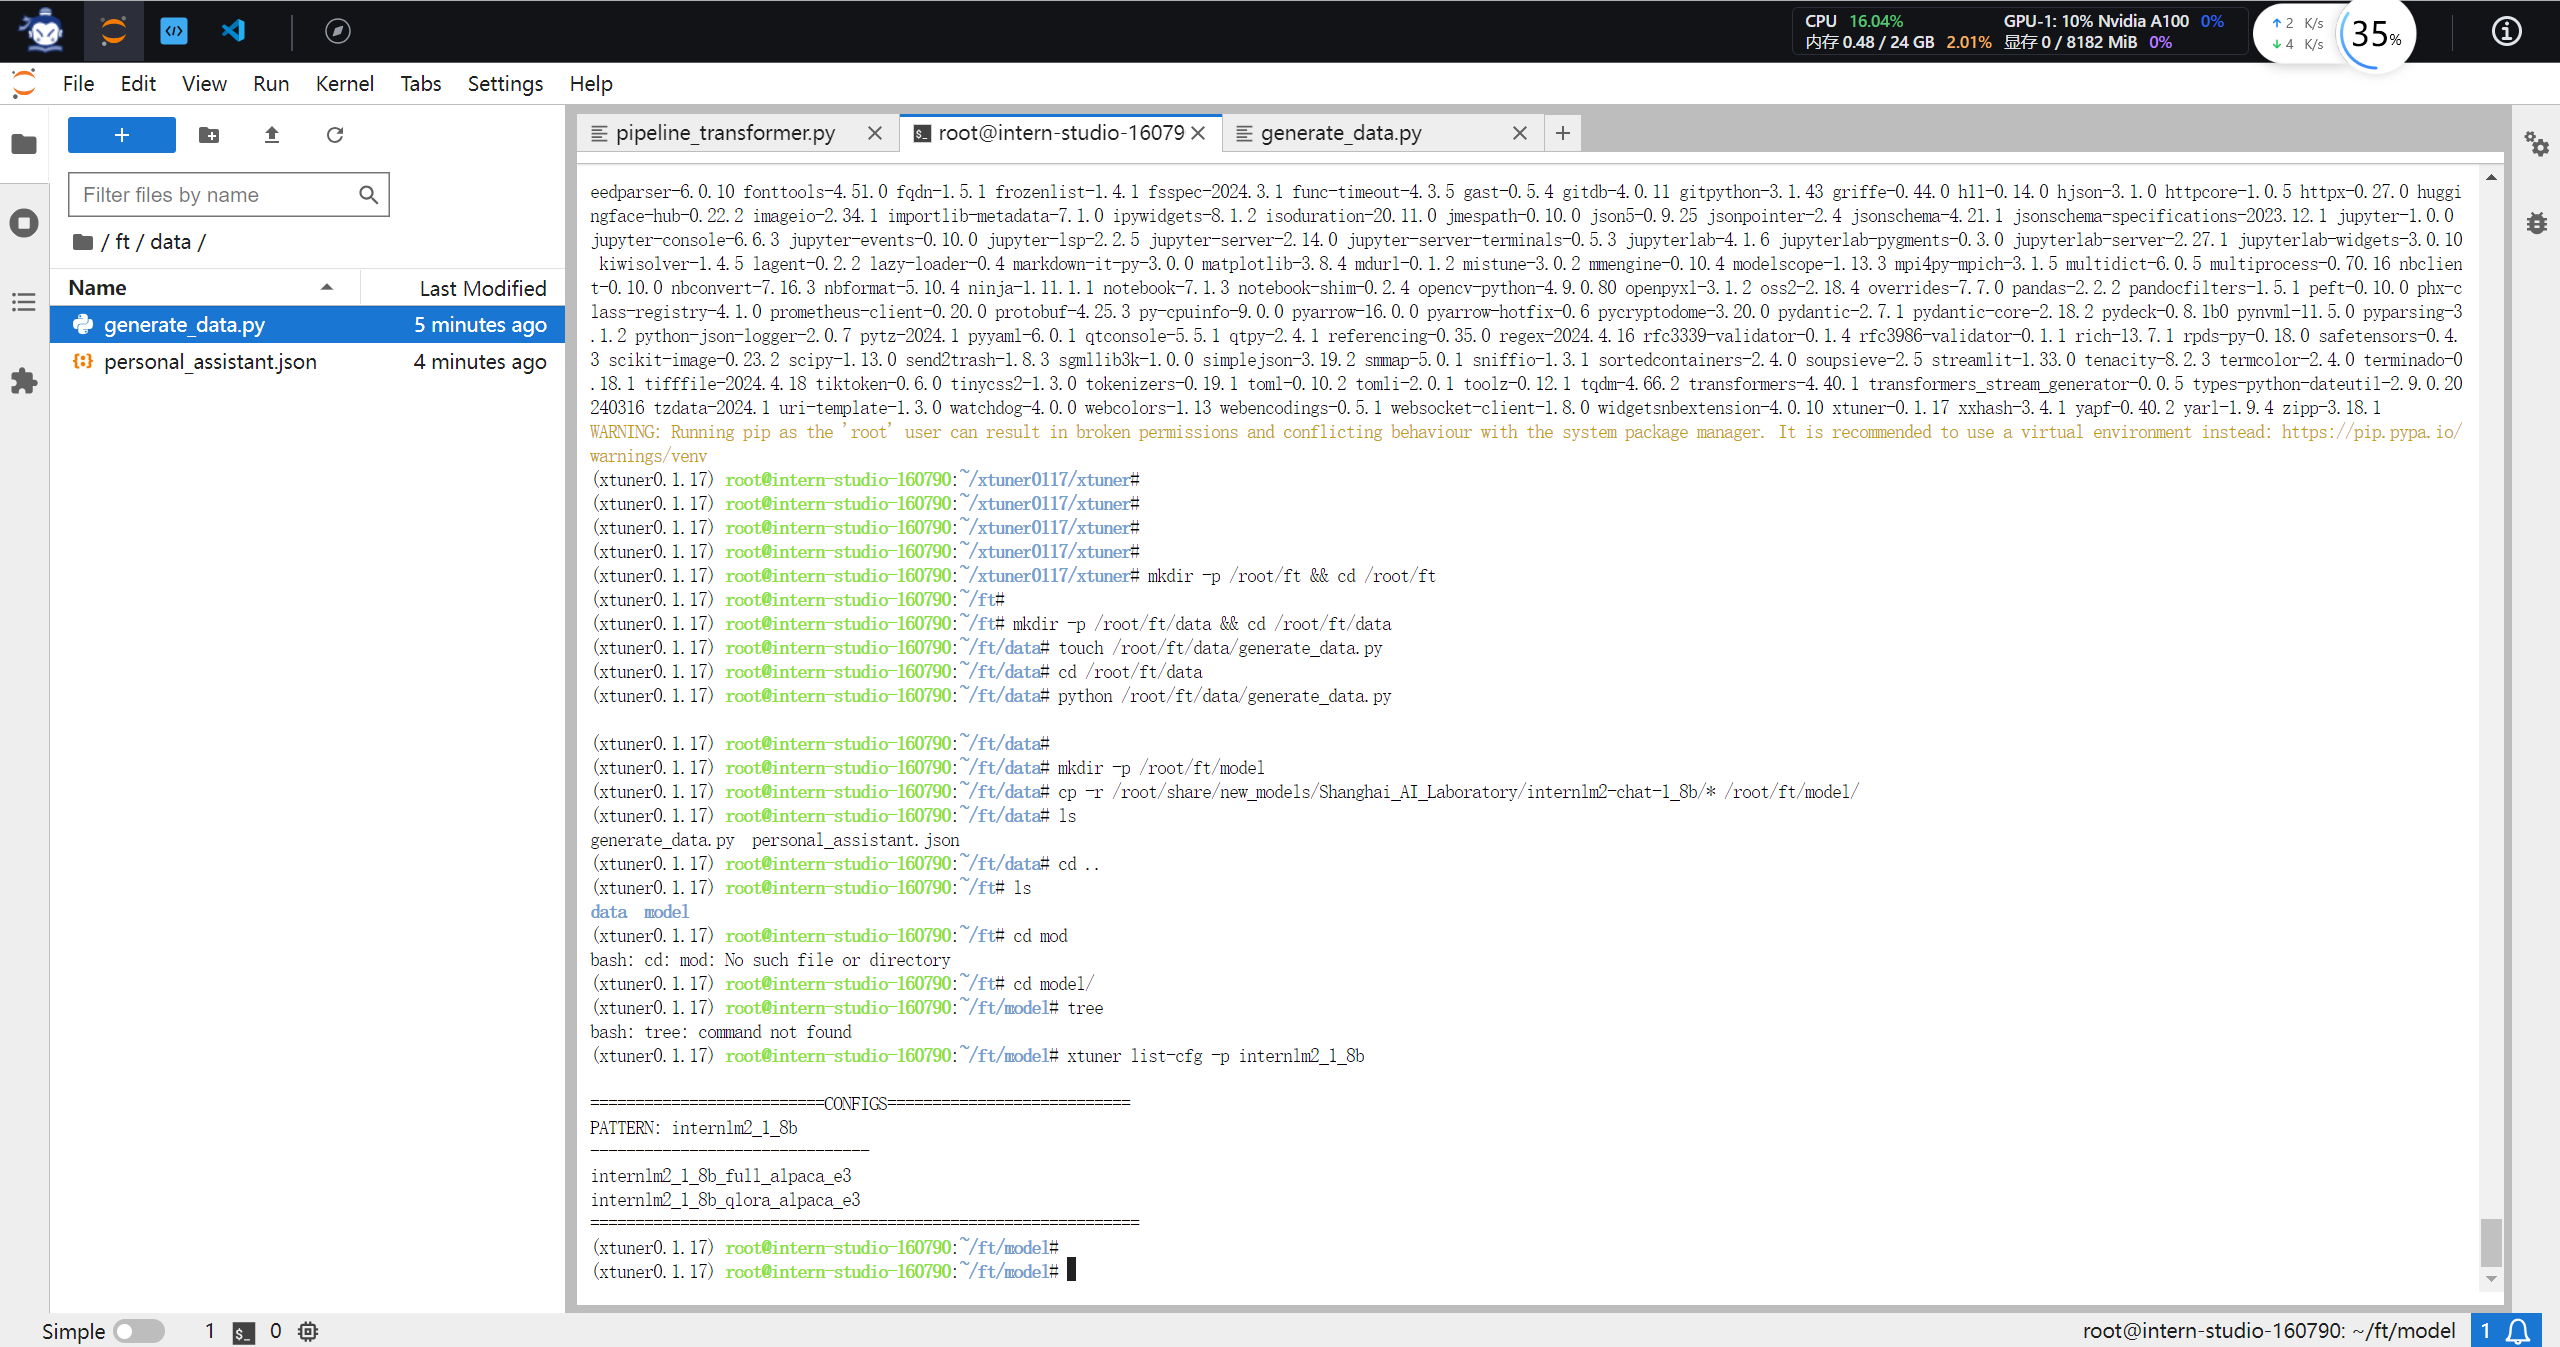 CPU 16.04%
GPU-1: 10% Nvidia A100 0%
内存 0.48 / 24 GB 2.01%
显存 0 / 8182 MiB 0%
2 K/s
4 K/s
35%
File Edit View Run Kernel Tabs Settings Help
+
Filter files by name
/ ft / data /
Name Last Modified
generate_data.py 5 minutes ago
personal_assistant.json 4 minutes ago
pipeline_transformer.py
root@intern-studio-16079
generate_data.py
eedparser-6.0.10 fonttools-4.51.0 fqdn-1.5.1 frozenlist-1.4.1 fsspec-2024.3.1 func-timeout-4.3.5 gast-0.5.4 gitdb-4.0.11 gitpython-3.1.43 griffe-0.44.0 h11-0.14.0 hjson-3.1.0 httpcore-1.0.5 httpx-0.27.0 huggi
ngface-hub-0.22.2 imageio-2.34.1 importlib-metadata-7.1.0 ipywidgets-8.1.2 isoduration-20.11.0 jmespath-0.10.0 json5-0.9.25 jsonpointer-2.4 jsonschema-4.21.1 jsonschema-specifications-2023.12.1 jupyter-1.0.0
jupyter-console-6.6.3 jupyter-events-0.10.0 jupyter-lsp-2.2.5 jupyter-server-2.14.0 jupyter-server-terminals-0.5.3 jupyterlab-4.1.6 jupyterlab-pygments-0.3.0 jupyterlab-server-2.27.1 jupyterlab-widgets-3.0.10
kiwisolver-1.4.5 lagent-0.2.2 lazy-loader-0.4 markdown-it-py-3.0.0 matplotlib-3.8.4 mdurl-0.1.2 mistune-3.0.2 mmengine-0.10.4 modelscope-1.13.3 mpi4py-mpich-3.1.5 multidict-6.0.5 multiprocess-0.70.16 nbclien
t-0.10.0 nbconvert-7.16.3 nbformat-5.10.4 ninja-1.11.1.1 notebook-7.1.3 notebook-shim-0.2.4 opencv-python-4.9.0.80 openpyxl-3.1.2 oss2-2.18.4 overrides-7.7.0 pandas-2.2.2 pandocfilters-1.5.1 peft-0.10.0 phx-c
lass-registry-4.1.0 prometheus-client-0.20.0 protobuf-4.25.3 py-cpuinfo-9.0.0 pyarrow-16.0.0 pyarrow-hotfix-0.6 pycryptodome-3.20.0 pydantic-2.7.1 pydantic-core-2.18.2 pydeck-0.8.1b0 pynvml-11.5.0 pyparsing-3
.1.2 python-json-logger-2.0.7 pytz-2024.1 pyyaml-6.0.1 qtconsole-5.5.1 qtpy-2.4.1 referencing-0.35.0 regex-2024.4.16 rfc3339-validator-0.1.4 rfc3986-validator-0.1.1 rich-13.7.1 rpds-py-0.18.0 safetensors-0.4.
3 scikit-image-0.23.2 scipy-1.13.0 send2trash-1.8.3 sgmllib3k-1.0.0 simplejson-3.19.2 smmap-5.0.1 sniffio-1.3.1 sortedcontainers-2.4.0 soupsieve-2.5 streamlit-1.33.0 tenacity-8.2.3 termcolor-2.4.0 terminado-0
.18.1 tifffile-2024.4.18 tiktoken-0.6.0 tinycss2-1.3.0 tokenizers-0.19.1 toml-0.10.2 tomli-2.0.1 toolz-0.12.1 tqdm-4.66.2 transformers-4.40.1 transformers_stream_generator-0.0.5 types-python-dateutil-2.9.0.20
240316 tzdata-2024.1 uri-template-1.3.0 watchdog-4.0.0 webcolors-1.13 webencodings-0.5.1 websocket-client-1.8.0 widgetsnbextension-4.0.10 xtuner-0.1.17 xxhash-3.4.1 yapf-0.40.2 yarl-1.9.4 zipp-3.18.1
WARNING: Running pip as the 'root' user can result in broken permissions and conflicting behaviour with the system package manager. It is recommended to use a virtual environment instead: https://pip.pypa.io/
warnings/venv
(xtuner0.1.17) root@intern-studio-160790:~/xtuner0117/xtuner#
(xtuner0.1.17) root@intern-studio-160790:~/xtuner0117/xtuner#
(xtuner0.1.17) root@intern-studio-160790:~/xtuner0117/xtuner#
(xtuner0.1.17) root@intern-studio-160790:~/xtuner0117/xtuner#
(xtuner0.1.17) root@intern-studio-160790:~/xtuner0117/xtuner# mkdir -p /root/ft && cd /root/ft
(xtuner0.1.17) root@intern-studio-160790:~/ft#
(xtuner0.1.17) root@intern-studio-160790:~/ft# mkdir -p /root/ft/data && cd /root/ft/data
(xtuner0.1.17) root@intern-studio-160790:~/ft/data# touch /root/ft/data/generate_data.py
(xtuner0.1.17) root@intern-studio-160790:~/ft/data# cd /root/ft/data
(xtuner0.1.17) root@intern-studio-160790:~/ft/data# python /root/ft/data/generate_data.py
(xtuner0.1.17) root@intern-studio-160790:~/ft/data#
(xtuner0.1.17) root@intern-studio-160790:~/ft/data# mkdir -p /root/ft/model
(xtuner0.1.17) root@intern-studio-160790:~/ft/data# cp -r /root/share/new_models/Shanghai_AI_Laboratory/internlm2-chat-1_8b/* /root/ft/model/
(xtuner0.1.17) root@intern-studio-160790:~/ft/data# ls
generate_data.py personal_assistant.json
(xtuner0.1.17) root@intern-studio-160790:~/ft/data# cd ..
(xtuner0.1.17) root@intern-studio-160790:~/ft# ls
data model
(xtuner0.1.17) root@intern-studio-160790:~/ft# cd mod
bash: cd: mod: No such file or directory
(xtuner0.1.17) root@intern-studio-160790:~/ft# cd model/
(xtuner0.1.17) root@intern-studio-160790:~/ft/model# tree
bash: tree: command not found
(xtuner0.1.17) root@intern-studio-160790:~/ft/model# xtuner list-cfg -p internlm2_1_8b
==========================CONFIGS===========================
PATTERN: internlm2_1_8b
-------------------------------
internlm2_1_8b_full_alpaca_e3
internlm2_1_8b_qlora_alpaca_e3
=============================================================
(xtuner0.1.17) root@intern-studio-160790:~/ft/model#
(xtuner0.1.17) root@intern-studio-160790:~/ft/model#
Simple 1 0
root@intern-studio-160790: ~/ft/model 1